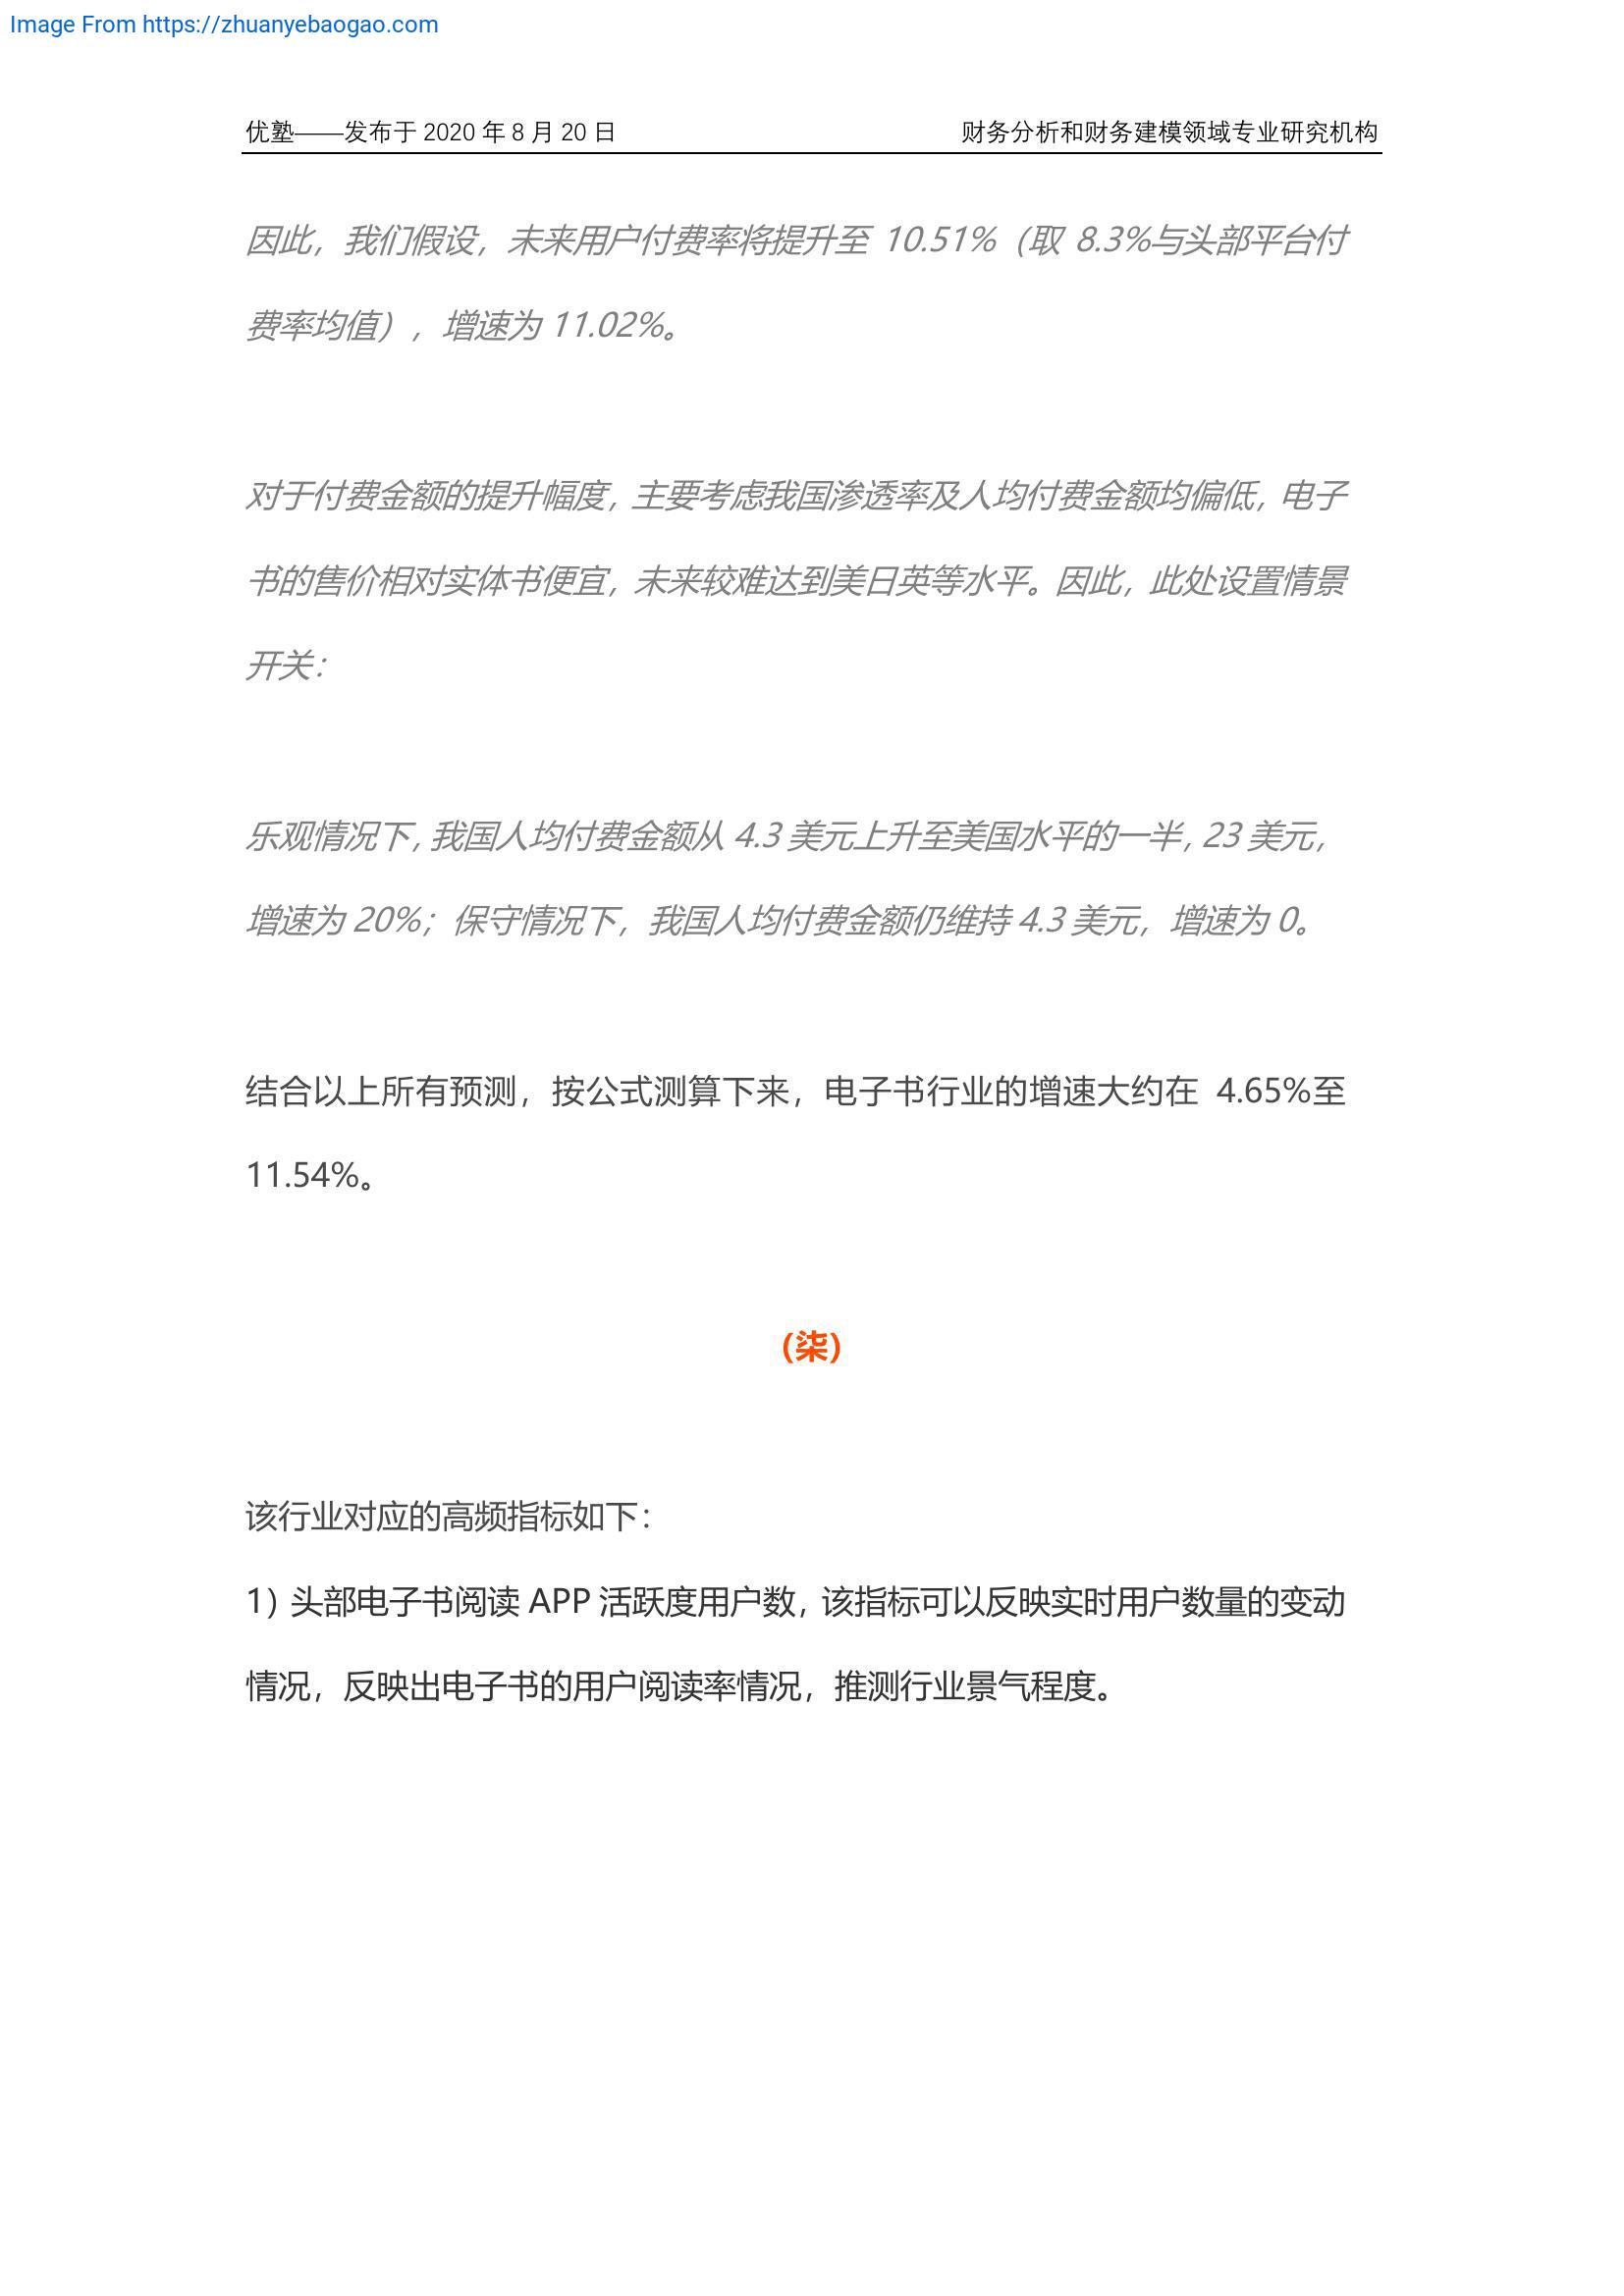 Image From https://zhuanyebaogao.com
优塾——发布于 2020 年 8 月 20 日 财务分析和财务建模领域专业研究机构
因此，我们假设，未来用户付费率将提升至 10.51%（取 8.3%与头部平台付
费率均值），增速为 11.02%。
对于付费金额的提升幅度，主要考虑我国渗透率及人均付费金额均偏低，电子
书的售价相对实体书便宜，未来较难达到美日英等水平。因此，此处设置情景
开关：
乐观情况下，我国人均付费金额从 4.3 美元上升至美国水平的一半，23 美元，
增速为 20%；保守情况下，我国人均付费金额仍维持 4.3 美元，增速为 0。
结合以上所有预测，按公式测算下来，电子书行业的增速大约在 4.65%至
11.54%。
（柒）
该行业对应的高频指标如下：
1）头部电子书阅读 APP 活跃度用户数，该指标可以反映实时用户数量的变动
情况，反映出电子书的用户阅读率情况，推测行业景气程度。